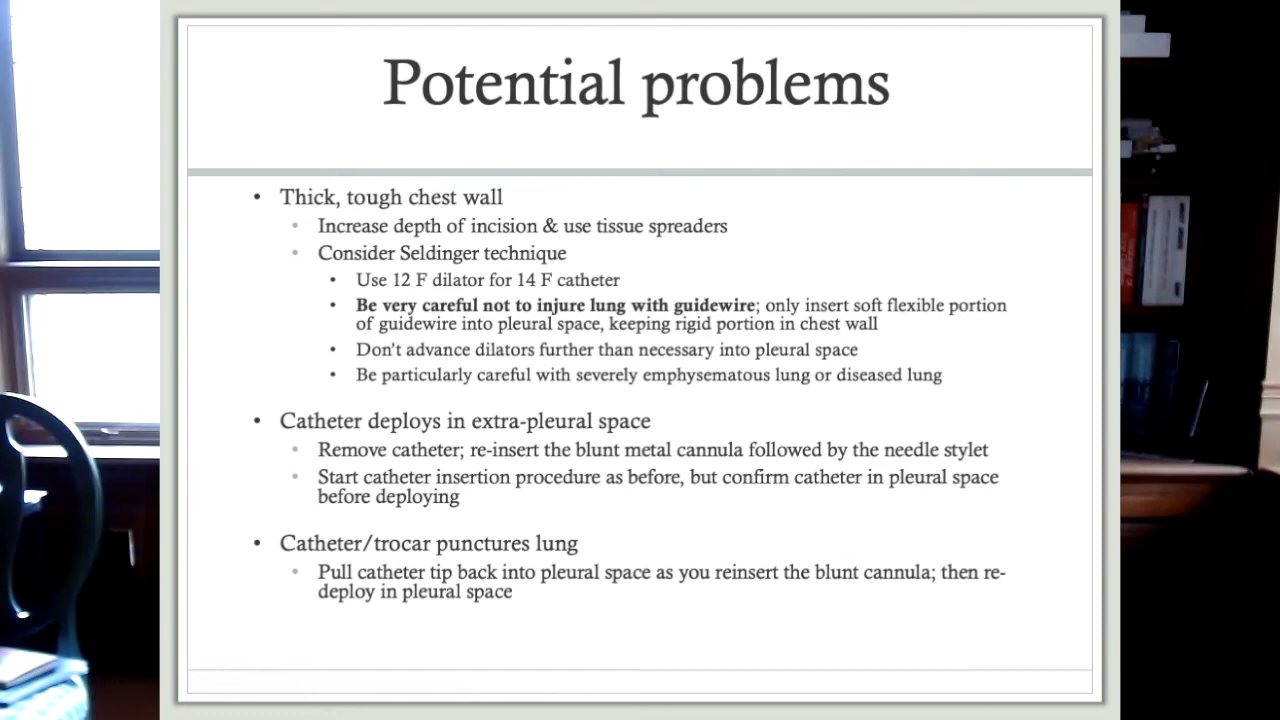 Potential problems
• Thick, tough chest wall
• Increase depth of incision & use tissue spreaders
• Consider Seldinger technique
• Use 12 F dilator for 14 F catheter
• Be very careful not to injure lung with guidewire; only insert soft flexible portion
of guidewire into pleural space, keeping rigid portion in chest wall
• Don't advance dilators further than necessary into pleural space
• Be particularly careful with severely emphysematous lung or diseased lung
• Catheter deploys in extra-pleural space
• Remove catheter; re-insert the blunt metal cannula followed by the needle stylet
• Start catheter insertion procedure as before, but confirm catheter in pleural space
before deploying
• Catheter/trocar punctures lung
• Pull catheter tip back into pleural space as you reinsert the blunt cannula; then re-
deploy in pleural space